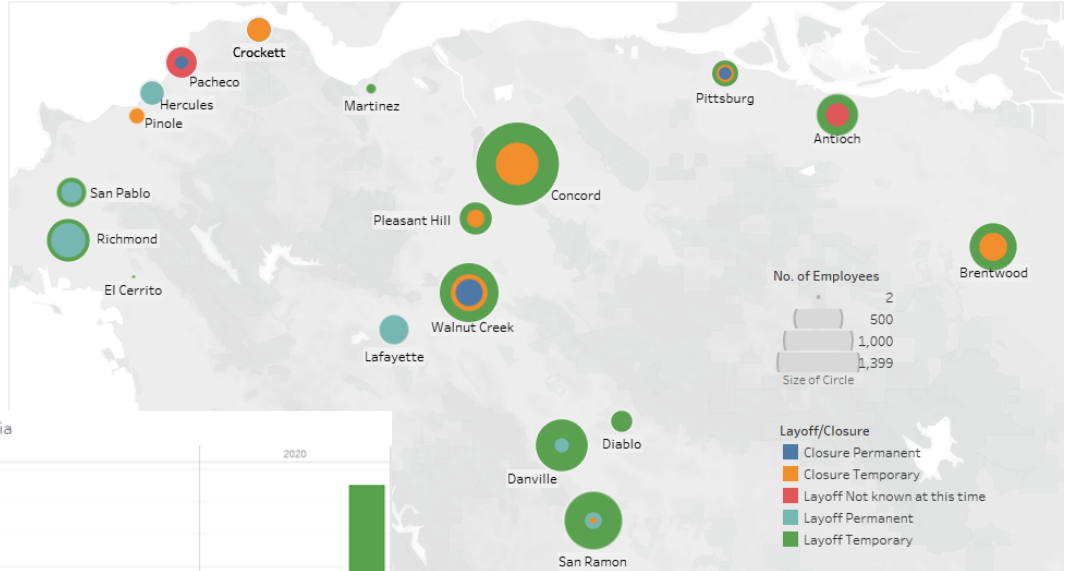 Crockett
Pacheco
Hercules
Pinole
Martinez
Pittsburg
Antioch
San Pablo
Concord
Pleasant Hill
Richmond
El Cerrito
Brentwood
Walnut Creek
Lafayette
No. of Employees
2
500
1,000
1,399
Size of Circle
Diablo
Danville
San Ramon
Layoff/Closure
Closure Permanent
Closure Temporary
Layoff Not known at this time
Layoff Permanent
Layoff Temporary
ia
2020